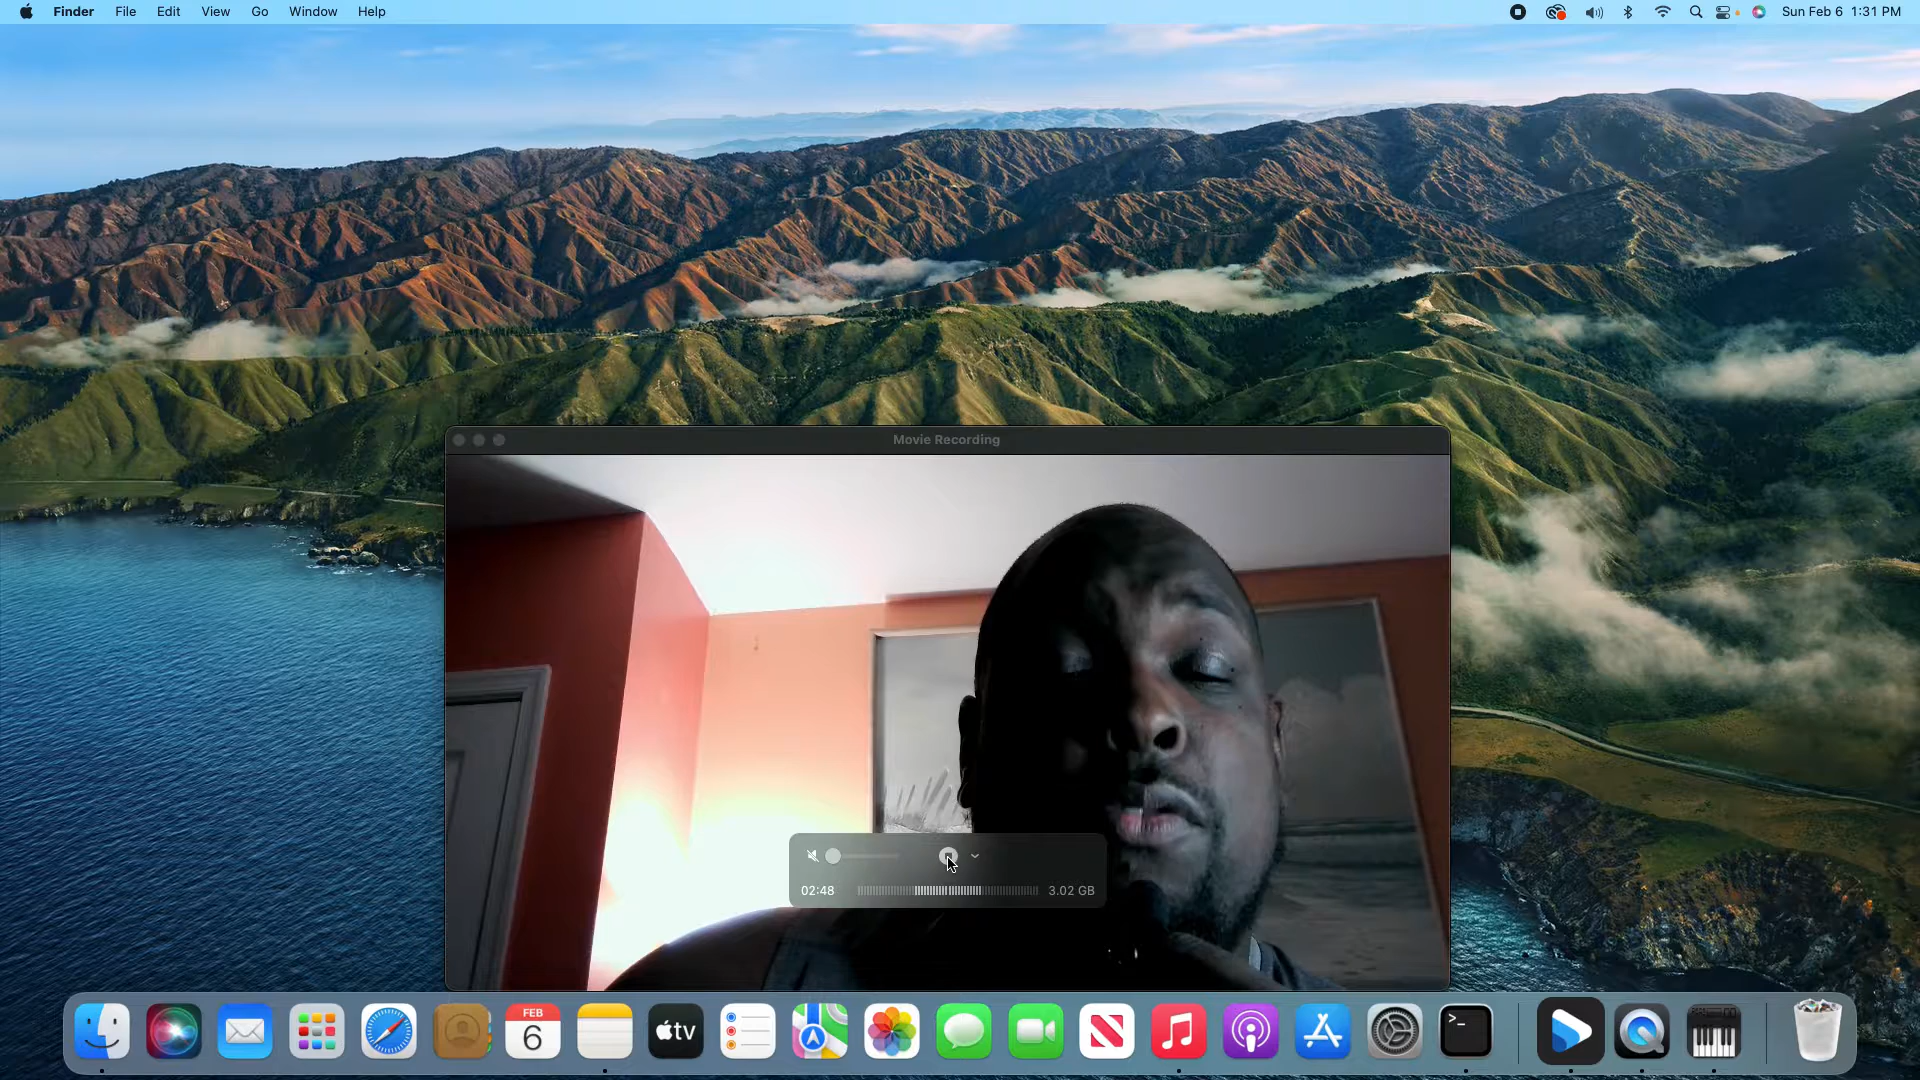 Finder File Edit View Go Window Help Sun Feb 6 1:31 PM
Movie Recording
02:48 3.02 GB
FEB
6
tv
>_